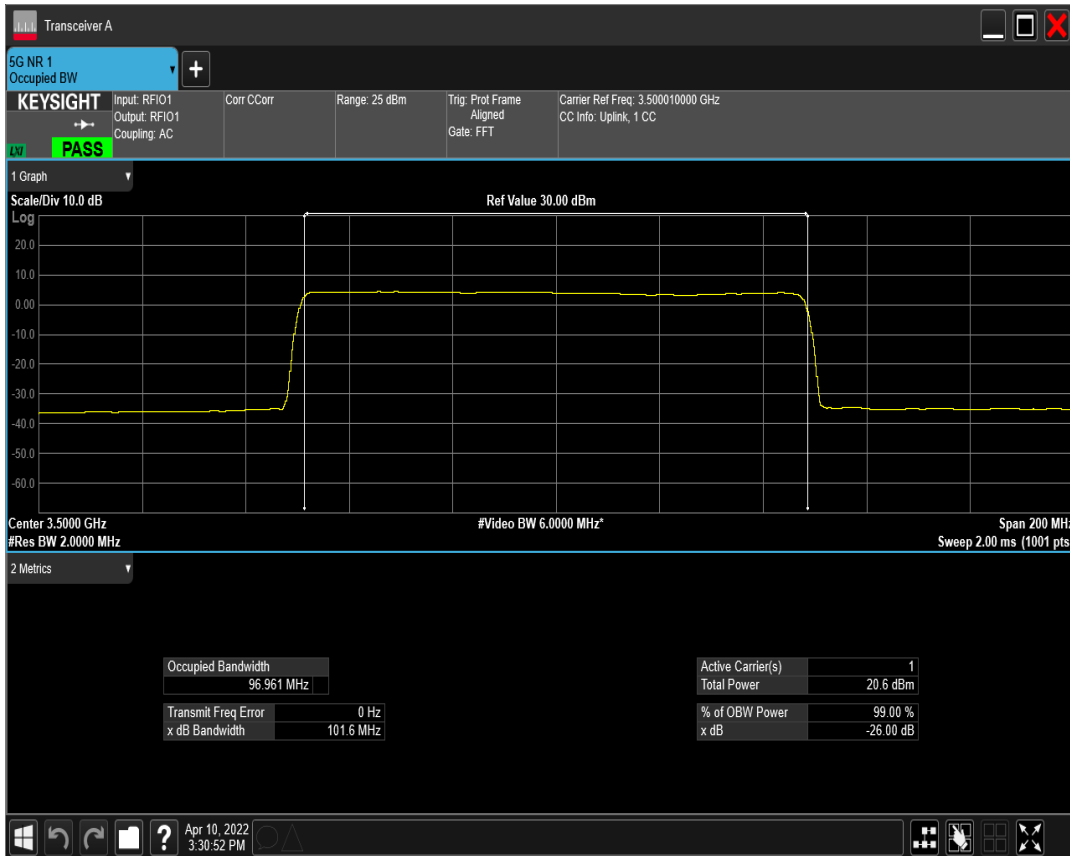 Transceiver A
5G NR 1
Occupied BW
KEYSIGHT
LXI
PASS
Input: RFIO1
Output: RFIO1
Coupling: AC
Corr CCorr
Range: 25 dBm
Trig: Prot Frame
Aligned
Gate: FFT
Carrier Ref Freq: 3.500010000 GHz
CC Info: Uplink, 1 CC
1 Graph
Scale/Div 10.0 dB
Ref Value 30.00 dBm
Log
20.0
10.0
0.00
-10.0
-20.0
-30.0
-40.0
-50.0
-60.0
Center 3.5000 GHz
#Video BW 6.0000 MHz*
Span 200 MHz
#Res BW 2.0000 MHz
Sweep 2.00 ms (1001 pts
2 Metrics
Occupied Bandwidth
96.961 MHz
Transmit Freq Error 0 Hz
x dB Bandwidth 101.6 MHz
Active Carrier(s) 1
Total Power 20.6 dBm
% of OBW Power 99.00 %
x dB -26.00 dB
?
Apr 10, 2022
3:30:52 PM